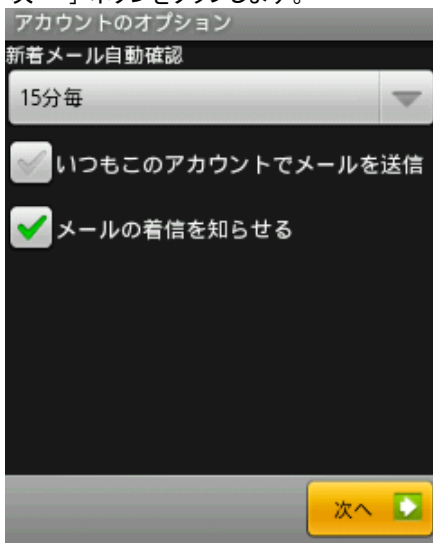 アカウントのオプション
新着メール自動確認
15分毎
いつもこのアカウントでメールを送信
メールの着信を知らせる
次へ